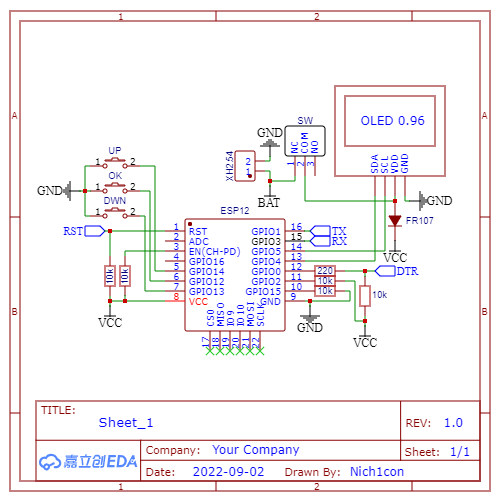 1 2
A A
B B
OLED 0.96
SDA SCL VDD GND
SW
NC COM NO
1 2 3
GND
XH2.54
2
1
BAT
UP
1 2
OK
1 2
DWN
1 2
GND
GND
FR107
VCC
ESP12
RST
1 RST
2 ADC
3 EN(CH-PD)
4 GPIO16
5 GPIO14
6 GPIO12
7 GPIO13
8 VCC
GPIO1 16 TX
GPIO3 15 RX
GPIO5 14
GPIO4 13
GPIO0 12 220 DTR
GPIO2 11 10k
GPIO15 10 10k
GND 9
CS0 MISO IO9 IO10 MOSI SCLK
17 18 19 20 21 22
10k 10k
VCC
GND
10k
VCC
TITLE:
Sheet_1
REV: 1.0
嘉立创EDA
Company: Your Company
Sheet: 1/1
Date: 2022-09-02 Drawn By: Nich1con
1 2